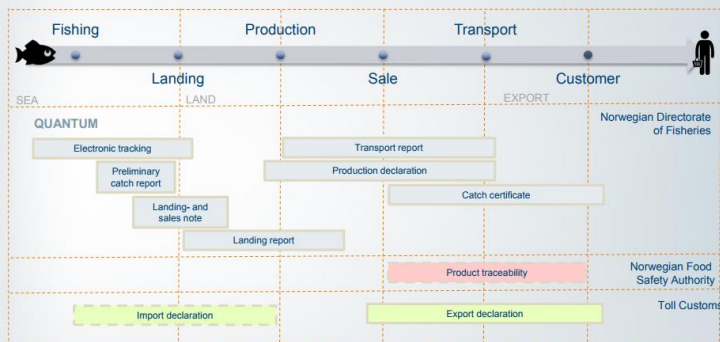 Fishing
Production
Transport
Landing
Sale
Customer
SEA
LAND
EXPORT
Norwegian Directorate
of Fisheries
QUANTUM
Electronic tracking
Transport report
Preliminary
catch report
Production declaration
Landing- and
sales note
Catch certificate
Landing report
Product traceability
Norwegian Food
Safety Authority
Toll Customs
Import declaration
Export declaration